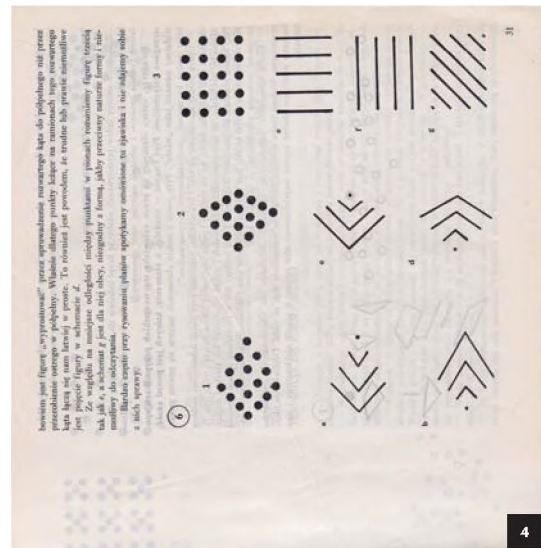 bowiem jest figurę „wyprostować” przez sprowadzenie rozwartego kąta do półpełnego niż przez
przerobienie ostrego w półpełny. Właśnie dlatego punkty leżące na ramionach tego rozwartego
kąta łączą się nam łatwiej w proste. To również jest powodem, że trudne lub prawie niemożliwe
jest pojęcie figury w schemacie d.
Ze względu na mniejsze odległości między punktami w pionach rozumiemy figurę trzecią
tak jak e, a schemat g jest dla niej obcy, niezgodny z formą, jakby przeciwny naturze formy i nie-
możliwy do odczytania.
Bardzo często przy rysowaniu planów spotykamy omówione tu zjawiska i nie zdajemy sobie
z nich sprawy.
6
1
2
3
a
c
e
f
b
d
g
31
4